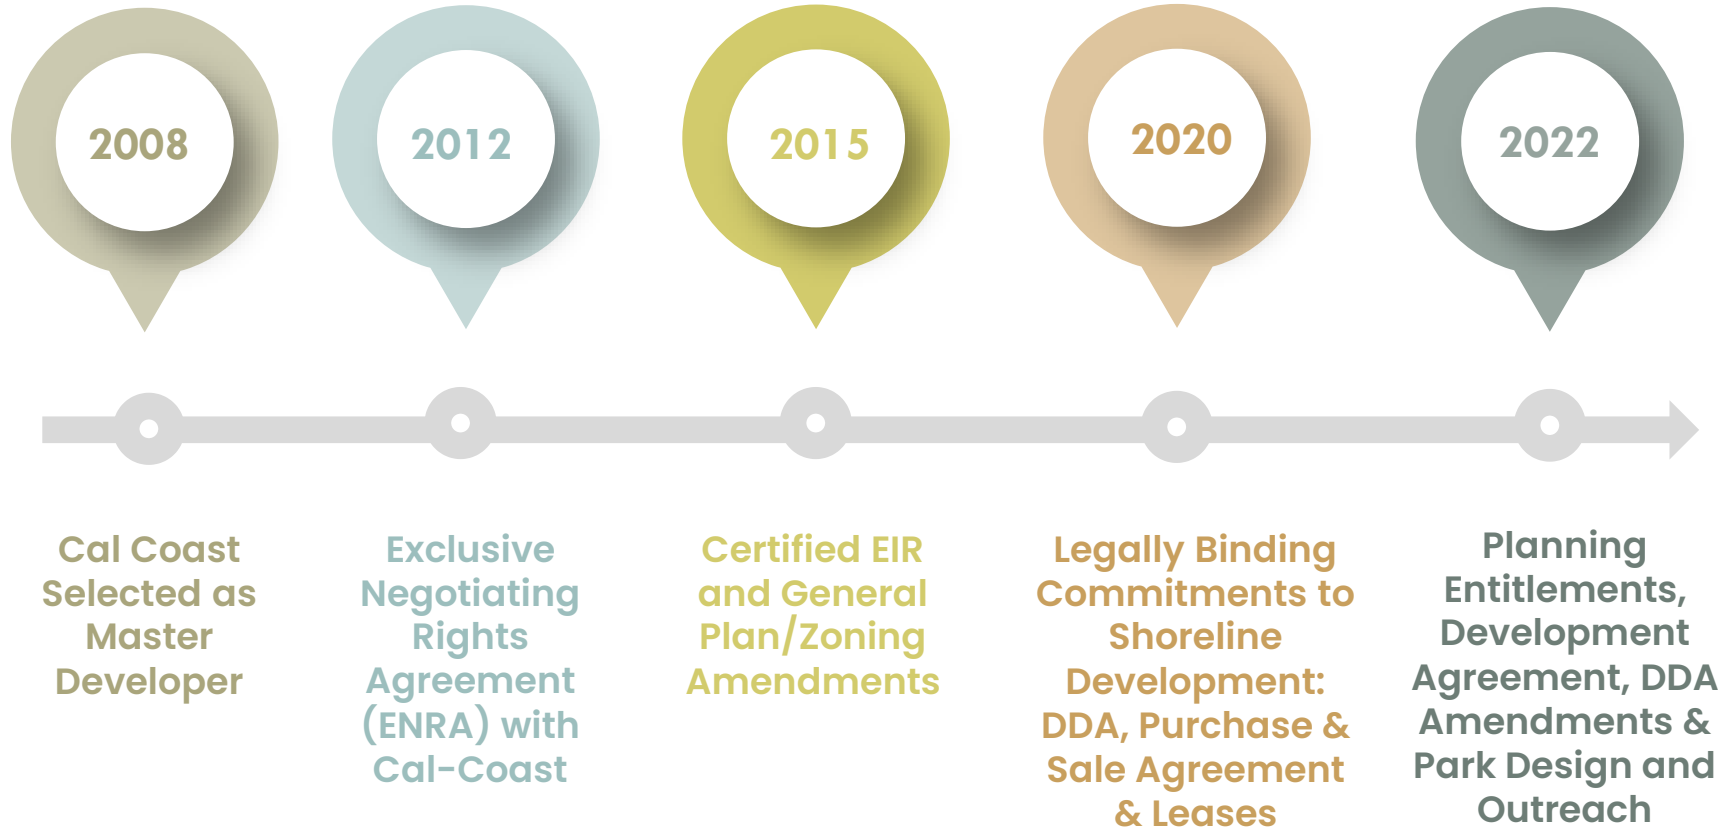 2008
2012
2015
2020
2022
Cal Coast
Selected as
Master
Developer
Exclusive
Negotiating
Rights
Agreement
(ENRA) with
Cal-Coast
Certified EIR
and General
Plan/Zoning
Amendments
Legally Binding
Commitments to
Shoreline
Development:
DDA, Purchase &
Sale Agreement
& Leases
Planning
Entitlements,
Development
Agreement, DDA
Amendments &
Park Design and
Outreach